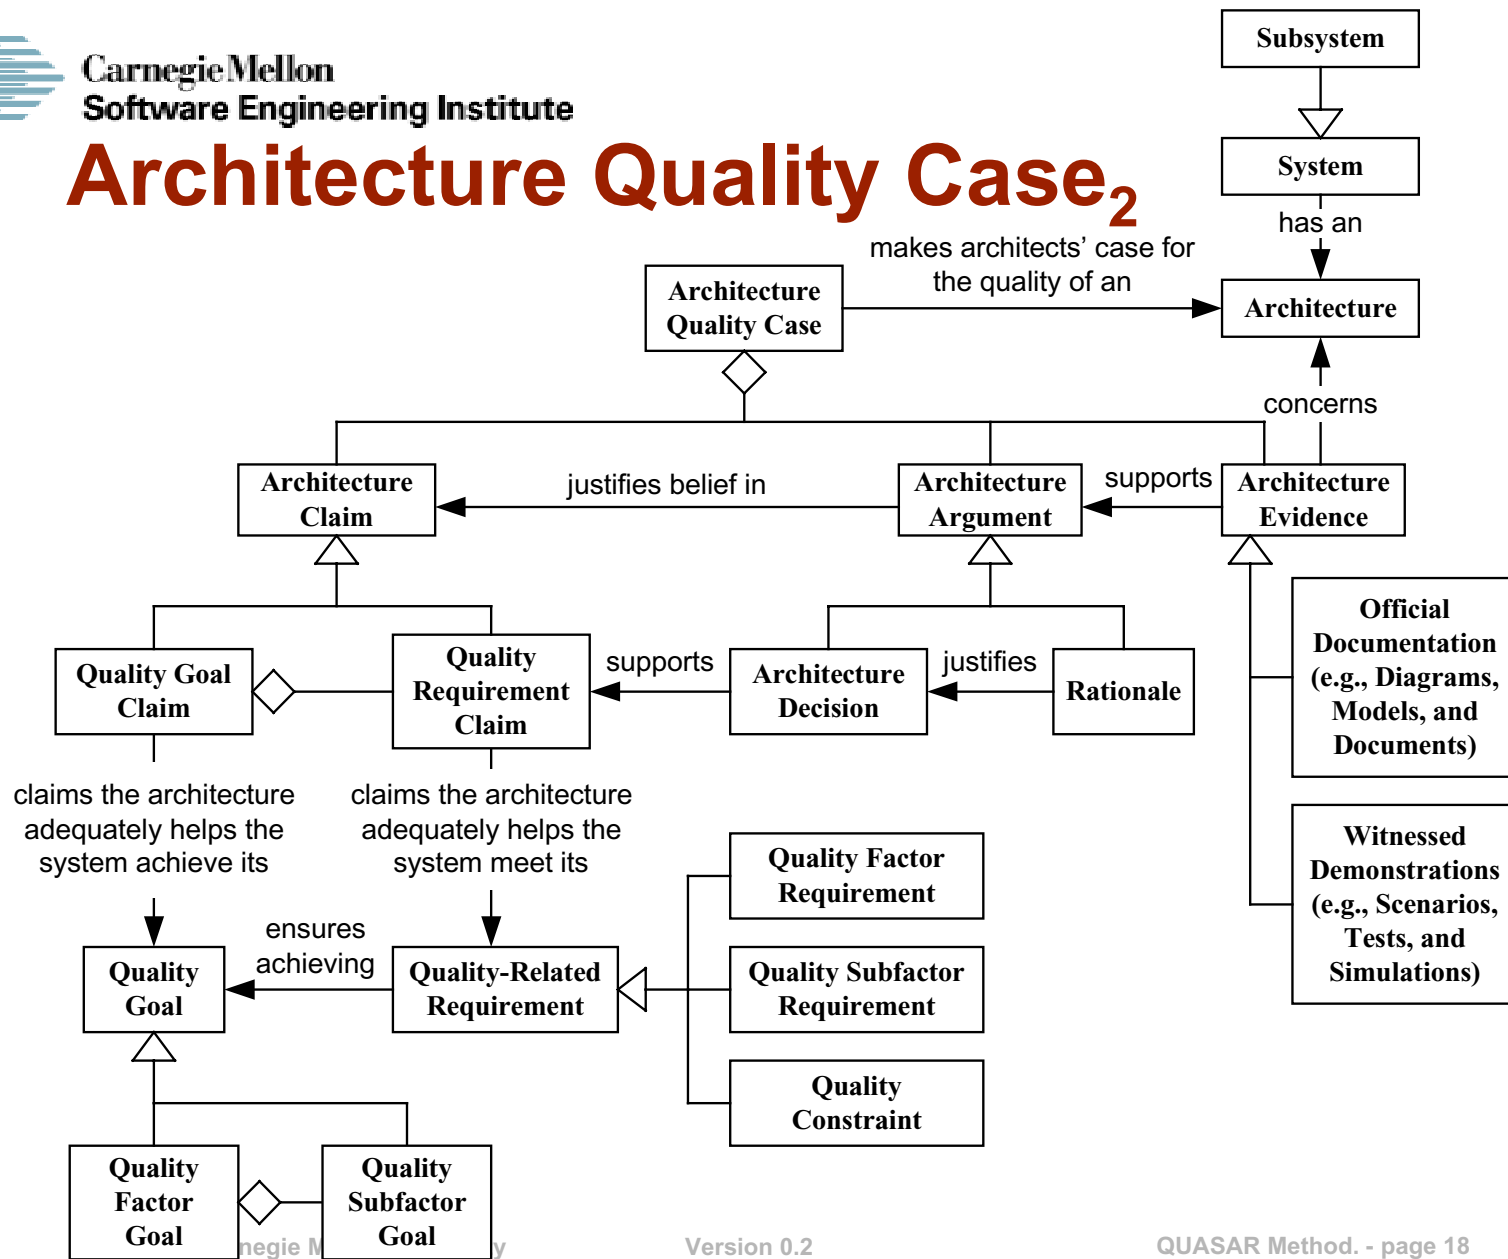 Carnegie Mellon
Software Engineering Institute
Architecture Quality Case2
Subsystem
System
has an
makes architects’ case for
the quality of an
Architecture
Quality Case
Architecture
concerns
Architecture
Claim
justifies belief in
Architecture
Argument
supports
Architecture
Evidence
Quality Goal
Claim
Quality
Requirement
Claim
supports
Architecture
Decision
justifies
Rationale
Official
Documentation
(e.g., Diagrams,
Models, and
Documents)
claims the architecture
adequately helps the
system achieve its
claims the architecture
adequately helps the
system meet its
Witnessed
Demonstrations
(e.g., Scenarios,
Tests, and
Simulations)
Quality Factor
Requirement
Quality
Goal
ensures
achieving
Quality-Related
Requirement
Quality Subfactor
Requirement
Quality
Constraint
Quality
Factor
Goal
Quality
Subfactor
Goal
negie M y
Version 0.2
QUASAR Method. - page 18